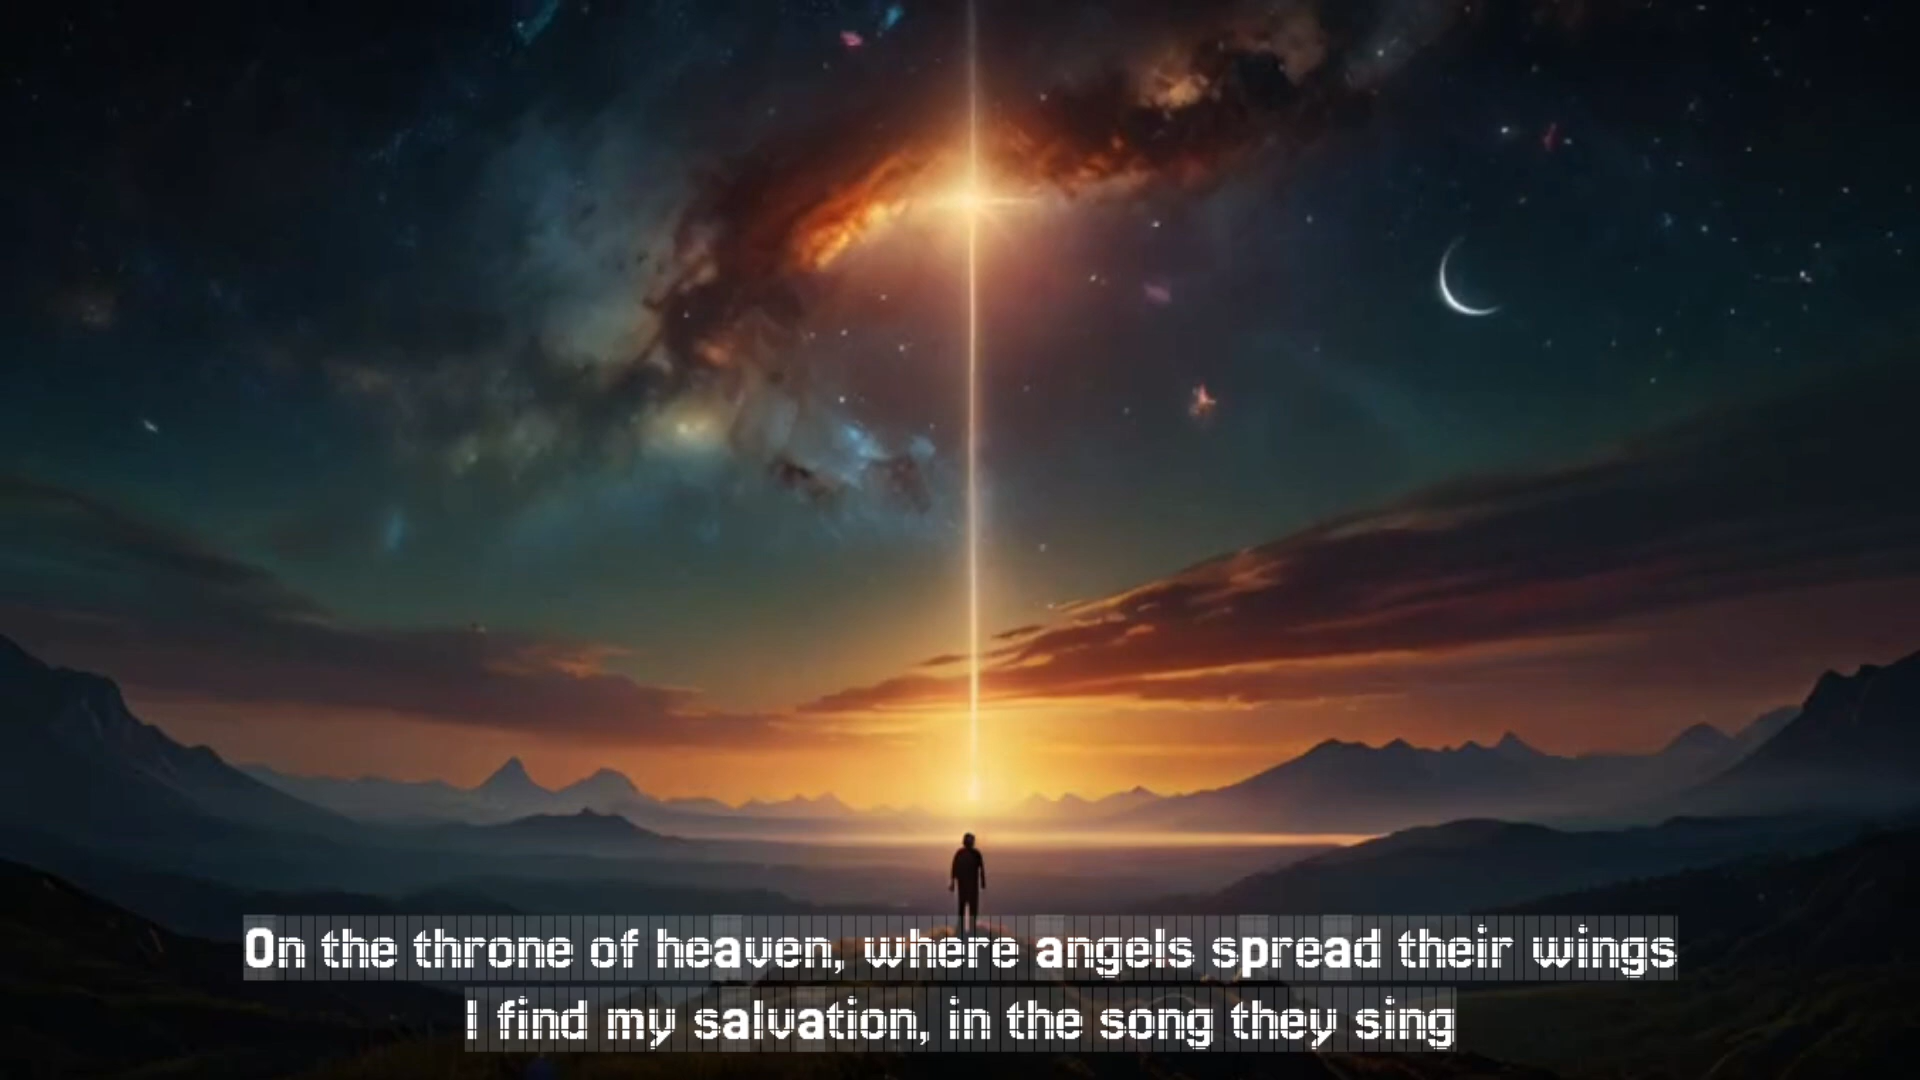 On the throne of heaven, where angels spread their wings
I find my salvation, in the song they sing